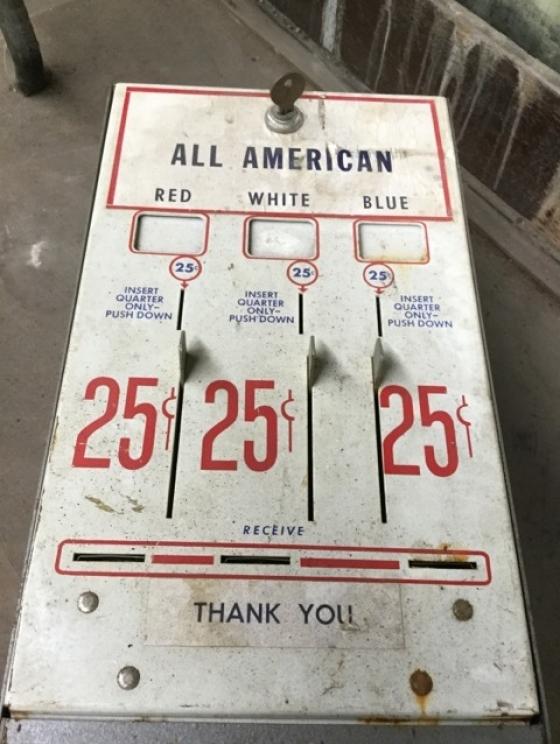 ALL AMERICAN
RED WHITE BLUE
25¢ 25¢ 25¢
INSERT
QUARTER
ONLY-
PUSH DOWN
INSERT
QUARTER
ONLY-
PUSH DOWN
INSERT
QUARTER
ONLY-
PUSH DOWN
25¢ 25¢ 25¢
RECEIVE
THANK YOU